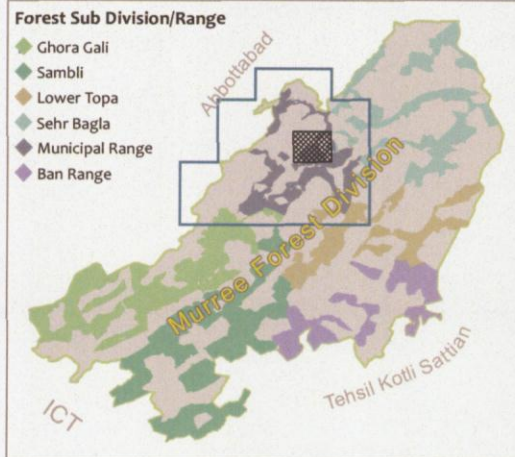 Forest Sub Division/Range
Ghora Gali
Sambli
Lower Topa
Sehr Bagla
Municipal Range
Ban Range
Abbottabad
Murree Forest Division
Tehsil Kotli Sattian
ICT